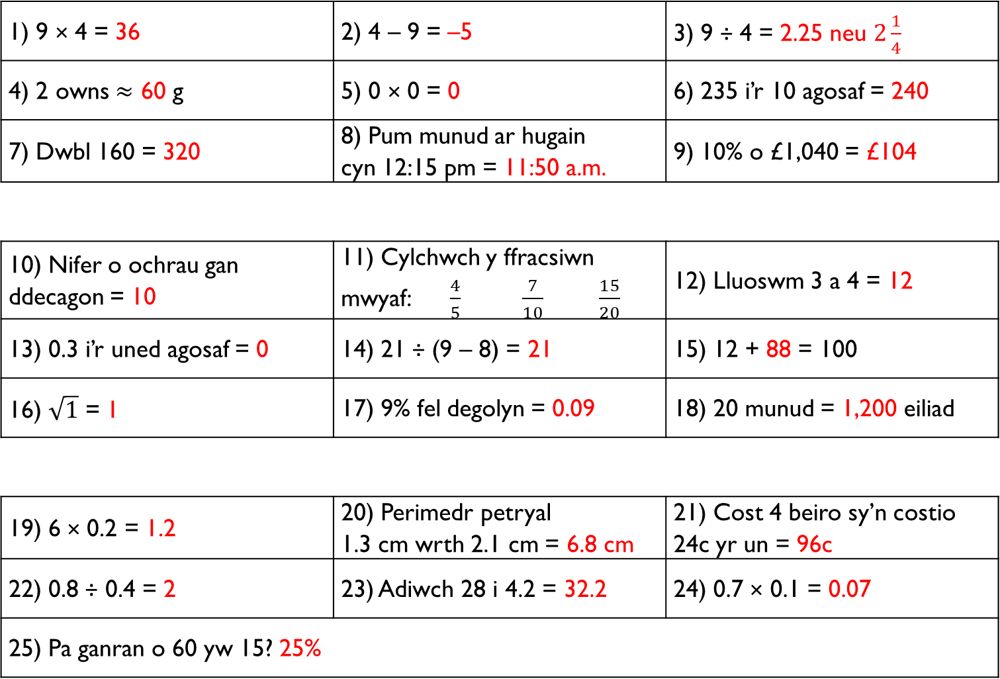 1) 9 × 4 = 36
2) 4 – 9 = –5
3) 9 ÷ 4 = 2.25 neu 2 1/4
4) 2 owns ≈ 60 g
5) 0 × 0 = 0
6) 235 i’r 10 agosaf = 240
7) Dwbl 160 = 320
8) Pum munud ar hugain
cyn 12:15 pm = 11:50 a.m.
9) 10% o £1,040 = £104
10) Nifer o ochrau gan
ddecagon = 10
11) Cylchwch y ffracsiwn
mwyaf: 4/5 7/10 15/20
12) Lluoswm 3 a 4 = 12
13) 0.3 i’r uned agosaf = 0
14) 21 ÷ (9 – 8) = 21
15) 12 + 88 = 100
16) √1 = 1
17) 9% fel degolyn = 0.09
18) 20 munud = 1,200 eiliad
19) 6 × 0.2 = 1.2
20) Perimedr petryal
1.3 cm wrth 2.1 cm = 6.8 cm
21) Cost 4 beiro sy’n costio
24c yr un = 96c
22) 0.8 ÷ 0.4 = 2
23) Adiwch 28 i 4.2 = 32.2
24) 0.7 × 0.1 = 0.07
25) Pa ganran o 60 yw 15? 25%